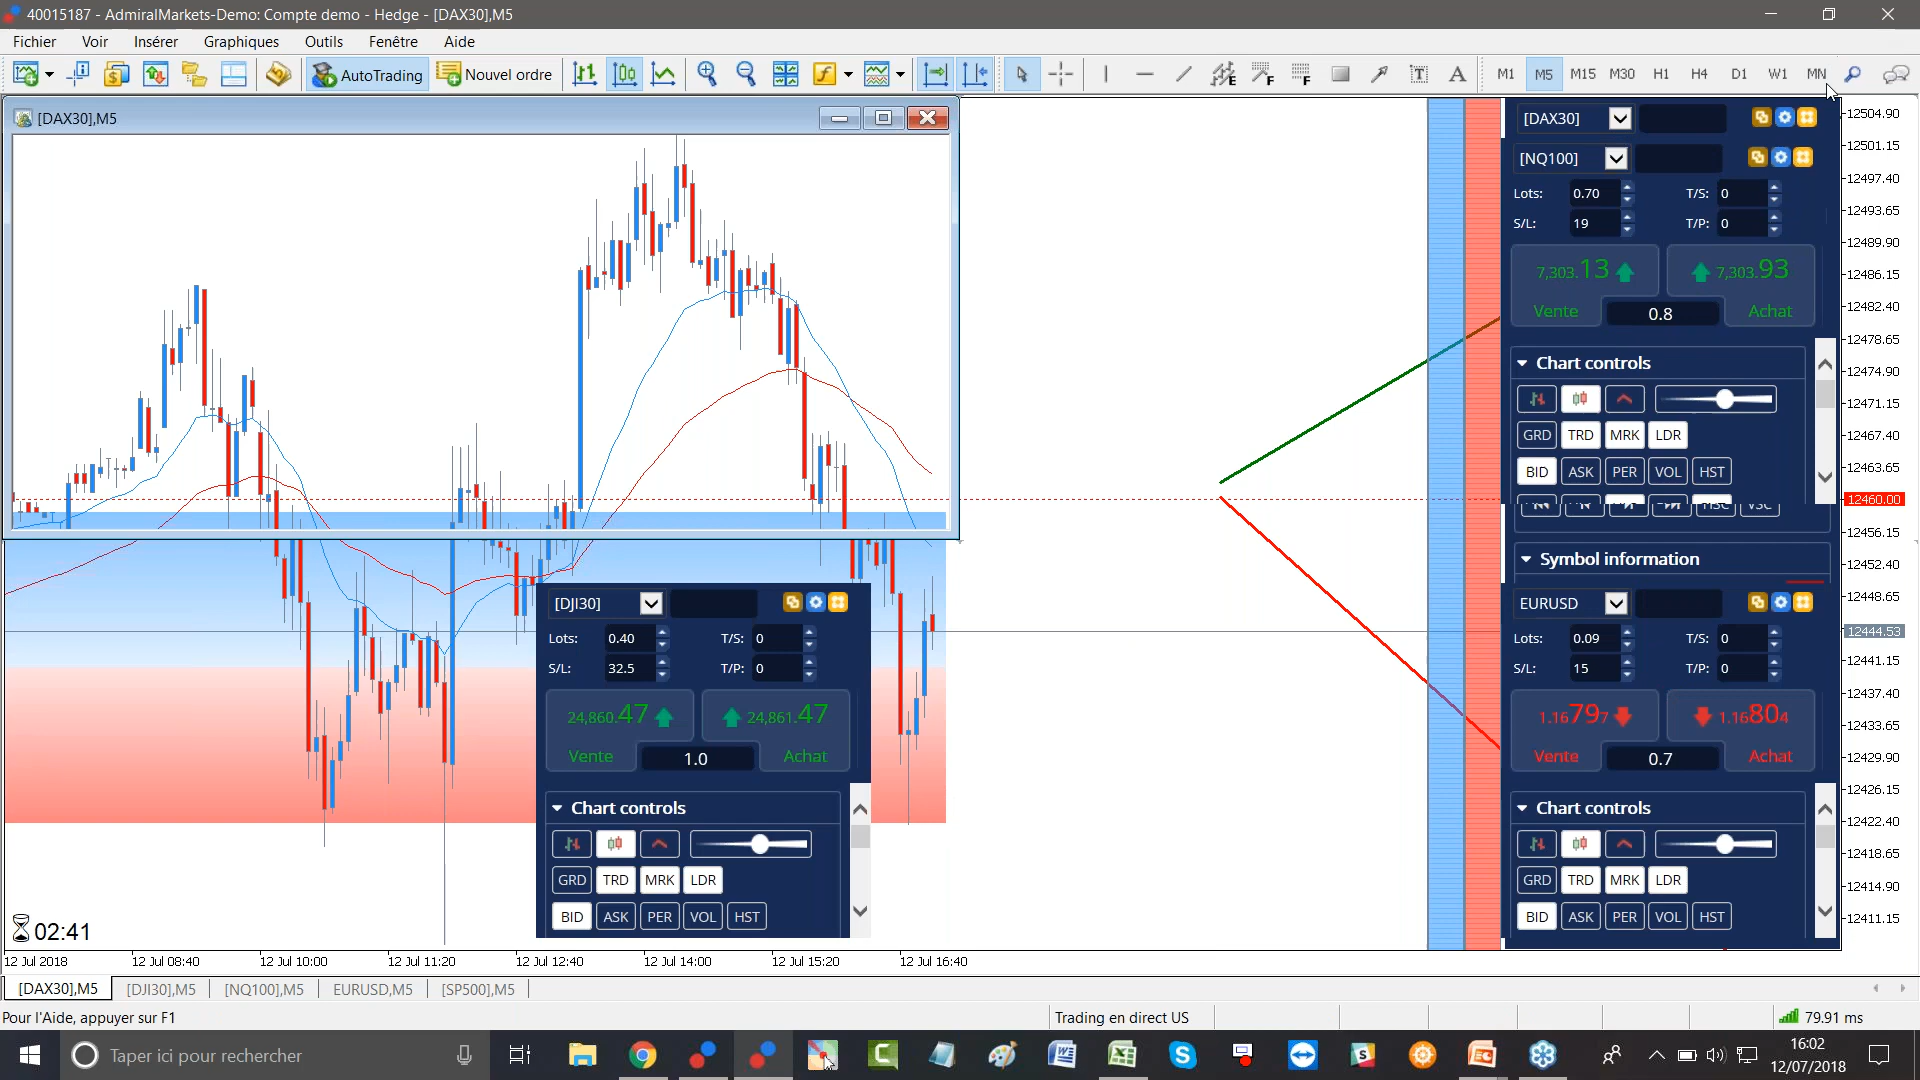 40015187 - AdmiralMarkets-Demo: Compte demo - Hedge - [DAX30],M5
Fichier Voir Insérer Graphiques Outils Fenêtre Aide
AutoTrading Nouvel ordre M1 M5 M15 M30 H1 H4 D1 W1 MN
[DAX30],M5
[DAX30]
[NQ100]
Lots: 0.70 T/S: 0
S/L: 19 T/P: 0
7,303.13 7,303.93
Vente 0.8 Achat
Chart controls
GRD TRD MRK LDR
BID ASK PER VOL HST
Symbol information
EURUSD
Lots: 0.09 T/S: 0
S/L: 15 T/P: 0
1.16797 1.16804
Vente 0.7 Achat
Chart controls
GRD TRD MRK LDR
BID ASK PER VOL HST
[DJI30]
Lots: 0.40 T/S: 0
S/L: 32.5 T/P: 0
24,860.47 24,861.47
Vente 1.0 Achat
Chart controls
GRD TRD MRK LDR
BID ASK PER VOL HST
12504.90
12501.15
12497.40
12493.65
12489.90
12486.15
12482.40
12478.65
12474.90
12471.15
12467.40
12463.65
12460.00
12456.15
12452.40
12448.65
12444.53
12441.15
12437.40
12433.65
12429.90
12426.15
12422.40
12418.65
12414.90
12411.15
02:41
12 Jul 2018 12 Jul 08:40 12 Jul 10:00 12 Jul 11:20 12 Jul 12:40 12 Jul 14:00 12 Jul 15:20 12 Jul 16:40
[DAX30],M5 [DJI30],M5 [NQ100],M5 EURUSD,M5 [SP500],M5
Pour l'Aide, appuyer sur F1 Trading en direct US 79.91 ms
Taper ici pour rechercher
16:02
12/07/2018